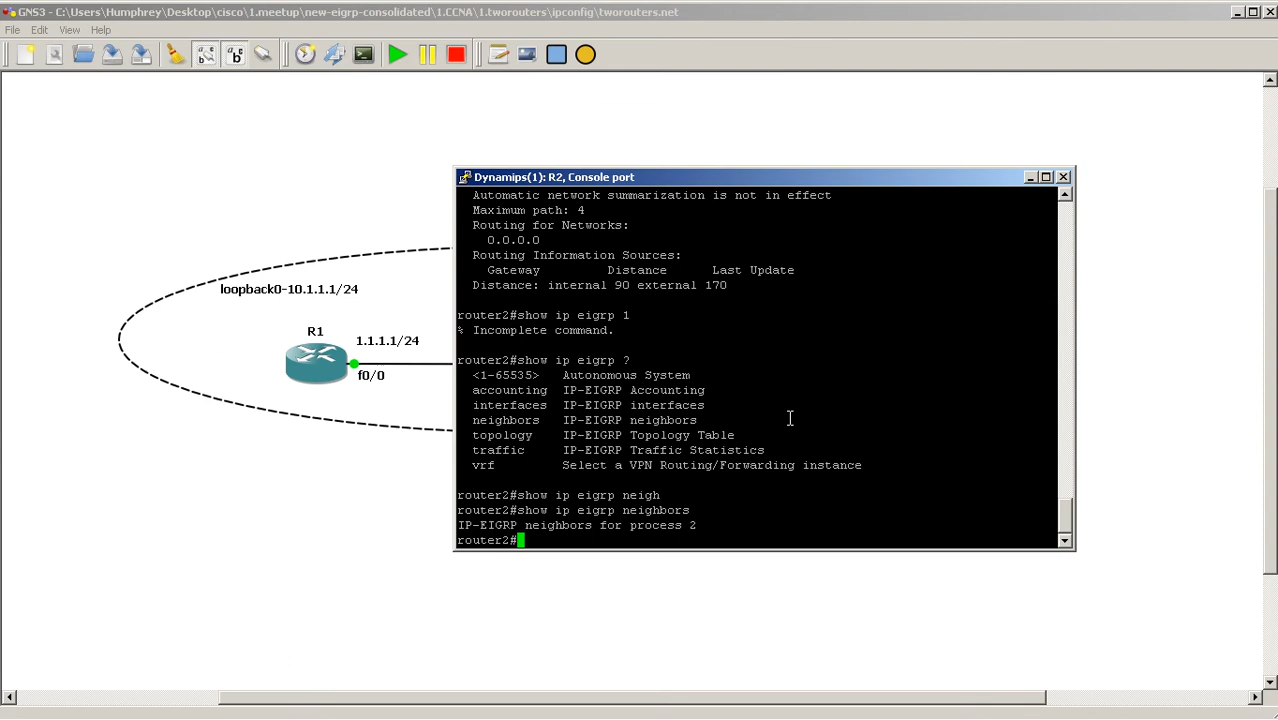 GNS3 - C:\Users\Humphrey\Desktop\cisco\1.meetup\new-eigrp-consolidated\1.CCNA\1.tworouters\ipconfig\tworouters.net
File Edit View Help
Dynamips(1): R2, Console port
Automatic network summarization is not in effect
Maximum path: 4
Routing for Networks:
0.0.0.0
Routing Information Sources:
Gateway Distance Last Update
Distance: internal 90 external 170
router2#show ip eigrp 1
% Incomplete command.
router2#show ip eigrp ?
<1-65535> Autonomous System
accounting IP-EIGRP Accounting
interfaces IP-EIGRP interfaces
neighbors IP-EIGRP neighbors
topology IP-EIGRP Topology Table
traffic IP-EIGRP Traffic Statistics
vrf Select a VPN Routing/Forwarding instance
router2#show ip eigrp neigh
router2#show ip eigrp neighbors
IP-EIGRP neighbors for process 2
router2#
loopback0-10.1.1.1/24
R1
1.1.1.1/24
f0/0